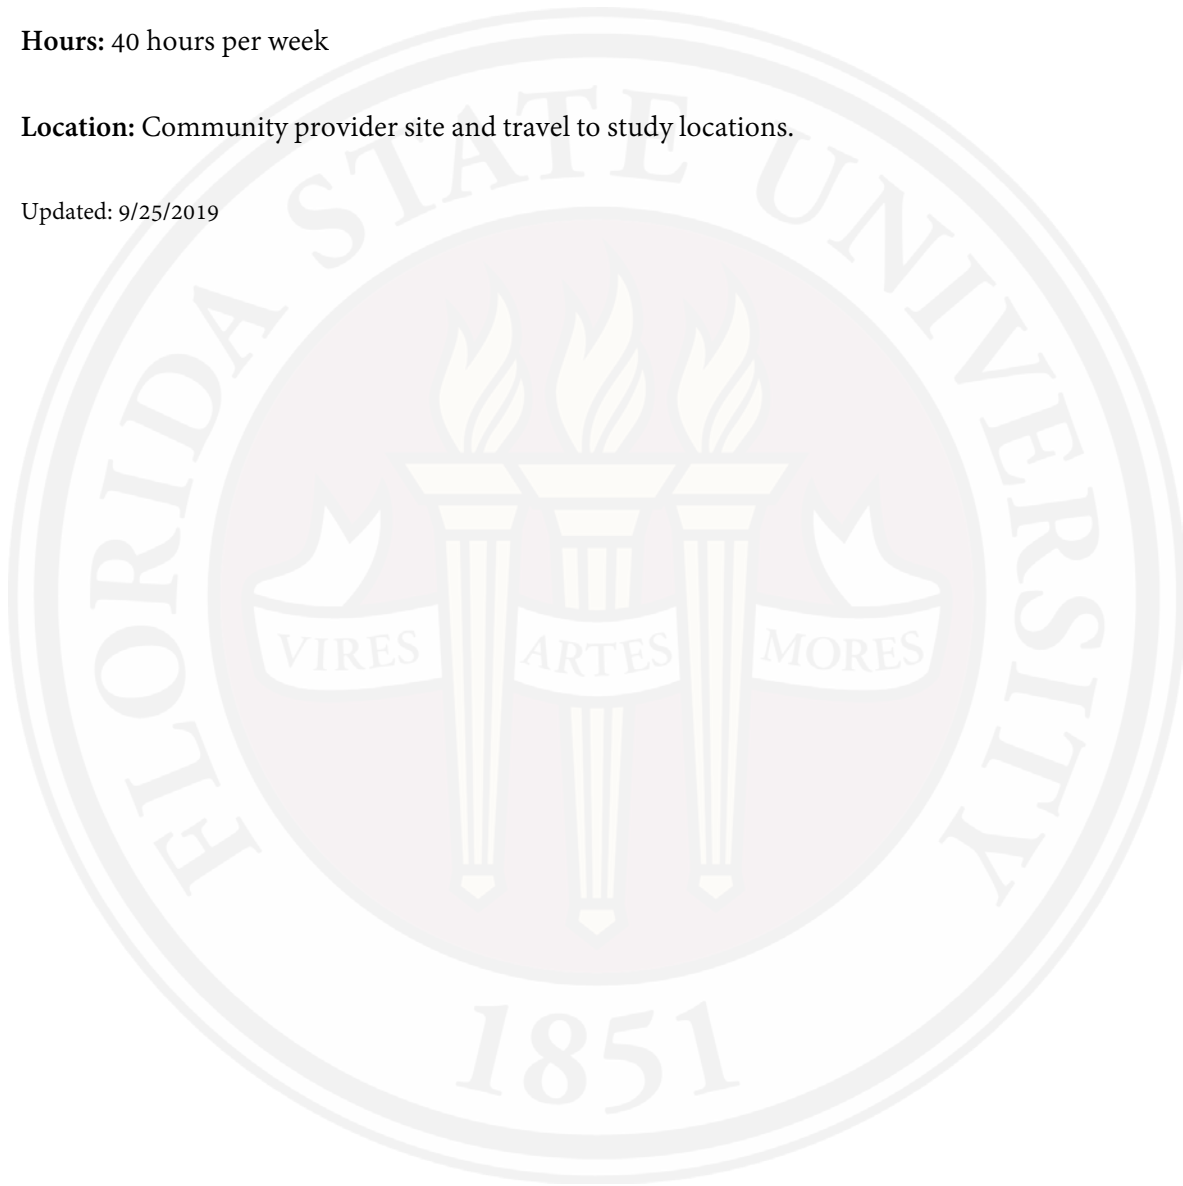 Hours: 40 hours per week
Location: Community provider site and travel to study locations.
Updated: 9/25/2019
FLORIDA STATE UNIVERSITY
VIRES ARTES MORES
1851